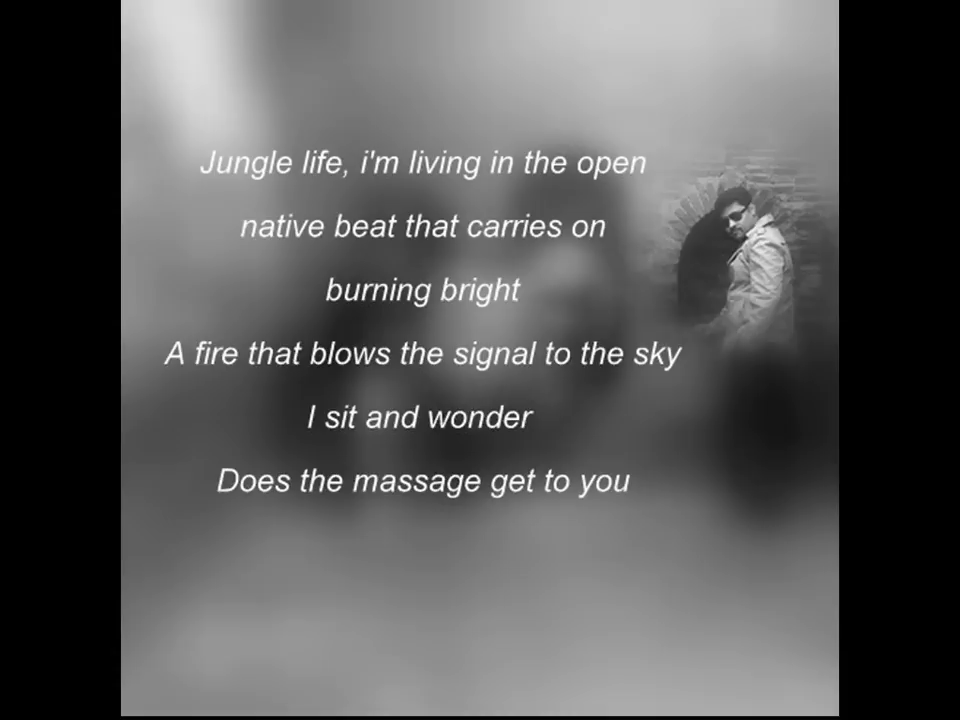 Jungle life, i'm living in the open
native beat that carries on
burning bright
A fire that blows the signal to the sky
I sit and wonder
Does the massage get to you